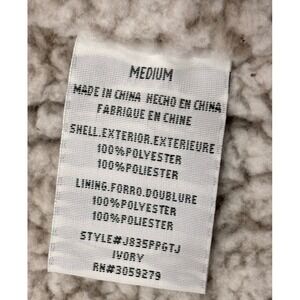 MEDIUM
MADE IN CHINA HECHO EN CHINA
FABRIQUE EN CHINE
SHELL.EXTERIOR.EXTERIEURE
100%POLYESTER
100%POLIESTER
LINING.FORRO.DOUBLURE
100%POLYESTER
100%POLIESTER
STYLE#J835PPGTJ
IVORY
RN#3059279